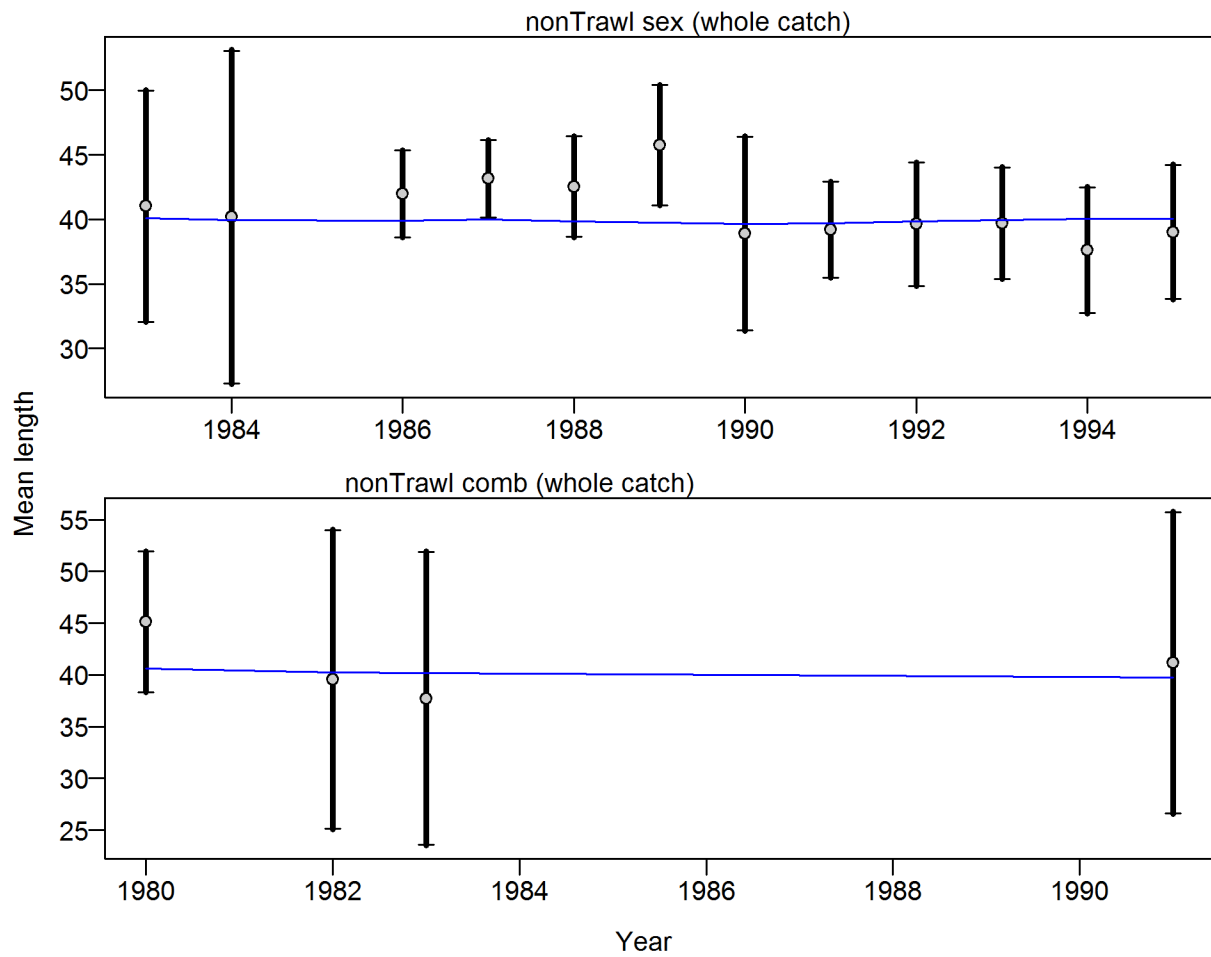 nonTrawl sex (whole catch)
50
45
40
35
30
1984 1986 1988 1990 1992 1994
Mean length
nonTrawl comb (whole catch)
55
50
45
40
35
30
25
1980 1982 1984 1986 1988 1990
Year